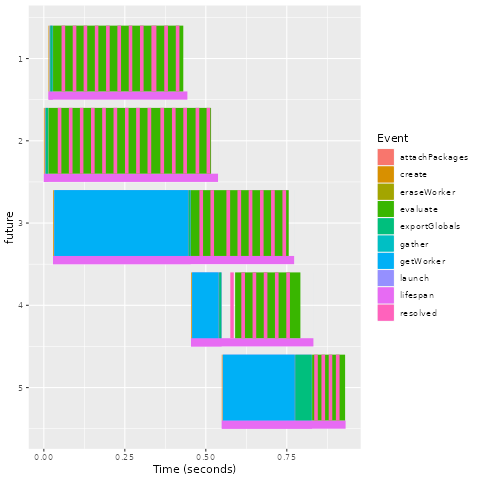 future
1
2
3
4
5
0.00
0.25
0.50
0.75
Time (seconds)
Event
attachPackages
create
eraseWorker
evaluate
exportGlobals
gather
getWorker
launch
lifespan
resolved